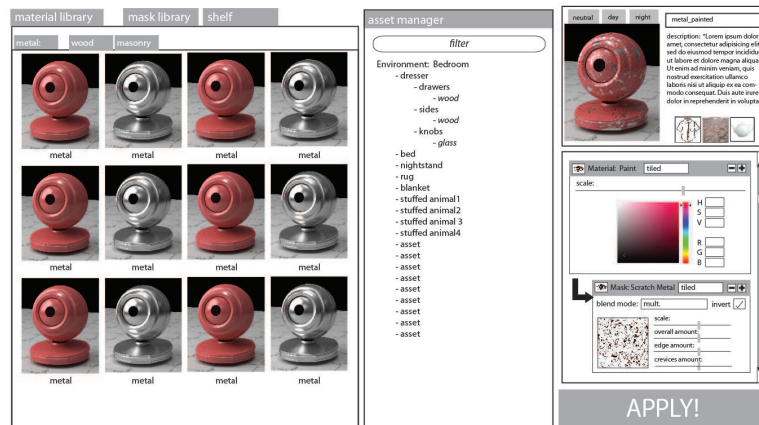 material library
mask library
shelf
metal:
wood
masonry
metal
metal
metal
metal
metal
metal
metal
metal
metal
metal
metal
metal
asset manager
filter
Environment: Bedroom
- dresser
- drawers
- wood
- sides
- wood
- knobs
- glass
- bed
- nightstand
- rug
- blanket
- stuffed animal1
- stuffed animal2
- stuffed animal 3
- stuffed animal4
- asset
- asset
- asset
- asset
- asset
- asset
- asset
- asset
- asset
neutral
day
night
metal_painted
description: "Lorem ipsum dolor
amet, consectetur adipisicing elit
sed do eiusmod tempor incididu
ut labore et dolore magna aliqua
Ut enim ad minim veniam, quis
nostrud exercitation ullamco
laboris nisi ut aliquip ex ea com-
modo consequat. Duis aute irure
dolor in reprehenderit in volupta
Material: Paint
tiled
scale:
H
S
V
R
G
B
Mask: Scratch Metal
tiled
blend mode:
mult.
invert
scale:
overall amount:
edge amount:
crevices amount:
APPLY!